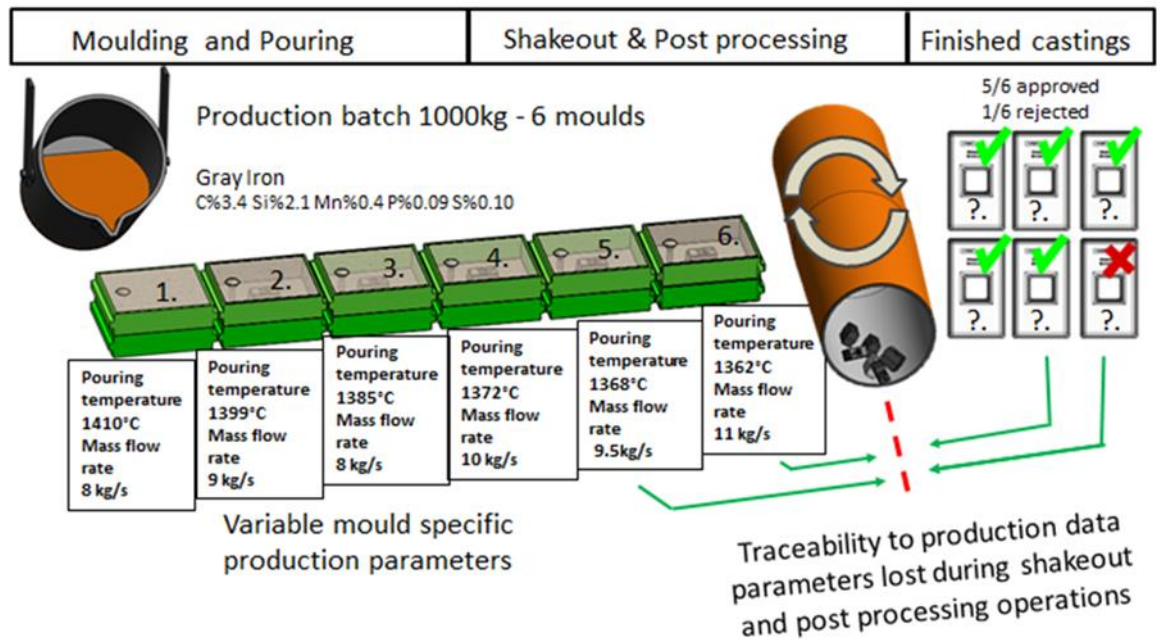 Moulding and Pouring
Shakeout & Post processing
Finished castings
Production batch 1000kg - 6 moulds
Gray Iron
C%3.4 Si%2.1 Mn%0.4 P%0.09 S%0.10
5/6 approved
1/6 rejected
1.
2.
3.
4.
5.
6.
?.
?.
?.
?.
?.
?.
Pouring
temperature
1410°C
Mass flow
rate
8 kg/s
Pouring
temperature
1399°C
Mass flow
rate
9 kg/s
Pouring
temperature
1385°C
Mass flow
rate
8 kg/s
Pouring
temperature
1372°C
Mass flow
rate
10 kg/s
Pouring
temperature
1368°C
Mass flow
rate
9.5kg/s
Pouring
temperature
1362°C
Mass flow
rate
11 kg/s
Variable mould specific
production parameters
Traceability to production data
parameters lost during shakeout
and post processing operations